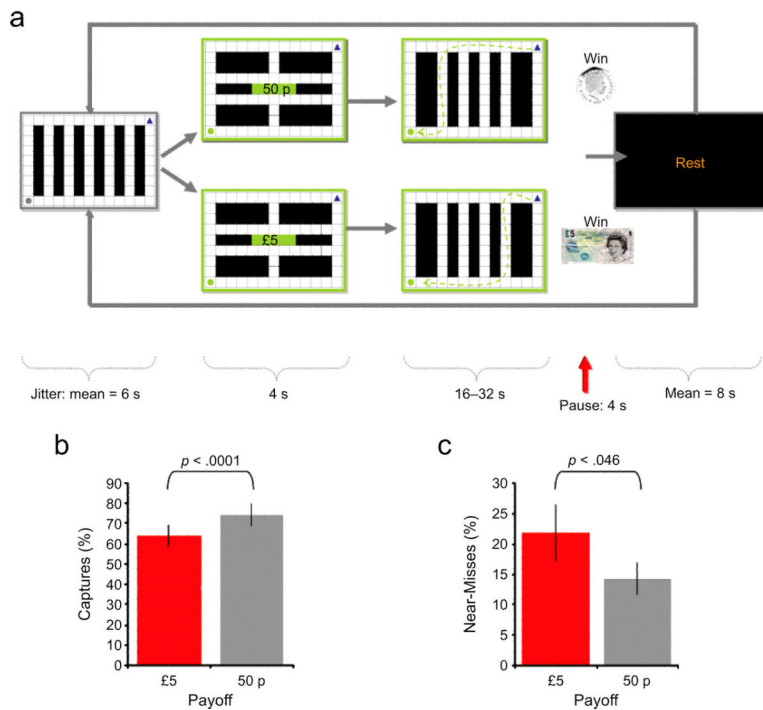 a
50 p
Win
Rest
£5
Win
£5
Jitter: mean = 6 s
4 s
16–32 s
Pause: 4 s
Mean = 8 s
b
p < .0001
Captures (%)
90
80
70
60
50
40
30
20
10
0
£5
50 p
Payoff
c
p < .046
Near-Misses (%)
30
25
20
15
10
5
0
£5
50 p
Payoff